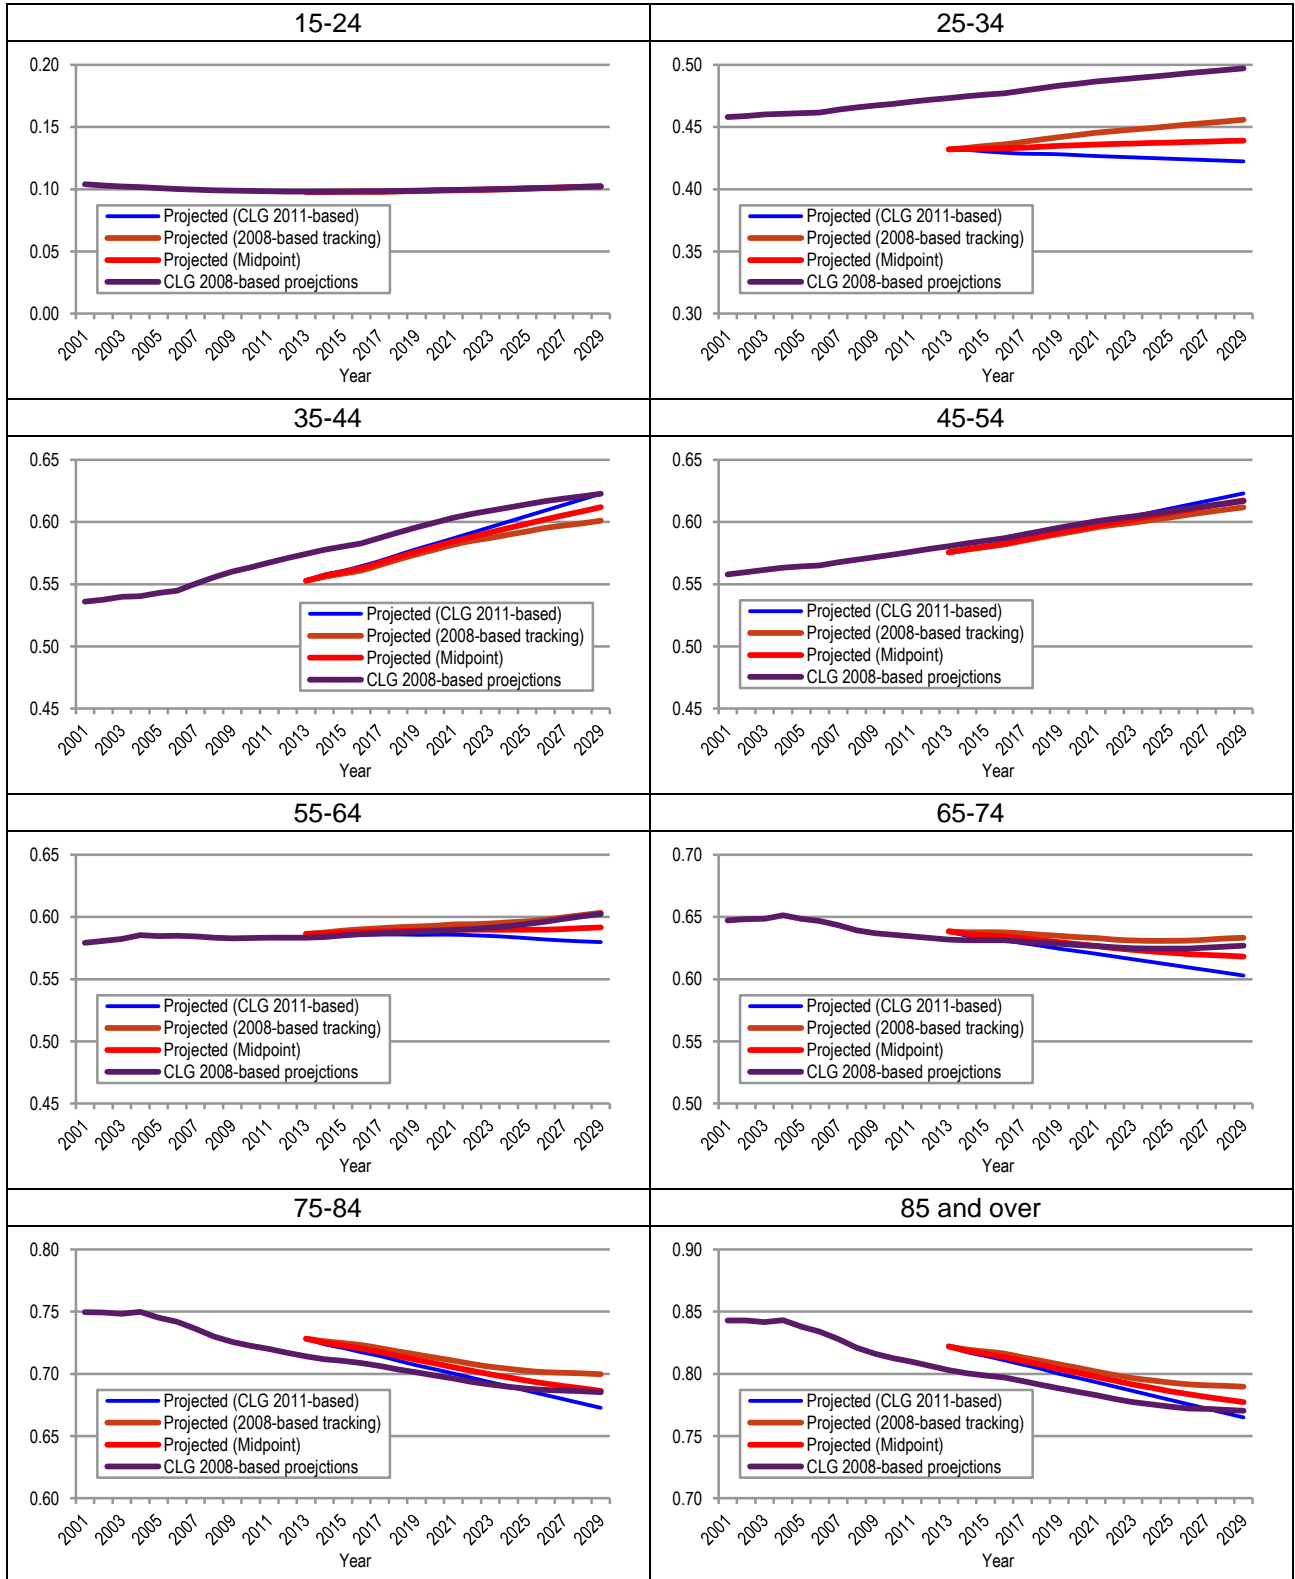 15-24
25-34
0.20
0.15
0.10
0.05
0.00
Projected (CLG 2011-based)
Projected (2008-based tracking)
Projected (Midpoint)
CLG 2008-based proejctions
2001 2003 2005 2007 2009 2011 2013 2015 2017 2019 2021 2023 2025 2027 2029
Year
0.50
0.45
0.40
0.35
0.30
Projected (CLG 2011-based)
Projected (2008-based tracking)
Projected (Midpoint)
CLG 2008-based proejctions
2001 2003 2005 2007 2009 2011 2013 2015 2017 2019 2021 2023 2025 2027 2029
Year
35-44
45-54
0.65
0.60
0.55
0.50
0.45
Projected (CLG 2011-based)
Projected (2008-based tracking)
Projected (Midpoint)
CLG 2008-based proejctions
2001 2003 2005 2007 2009 2011 2013 2015 2017 2019 2021 2023 2025 2027 2029
Year
0.65
0.60
0.55
0.50
0.45
Projected (CLG 2011-based)
Projected (2008-based tracking)
Projected (Midpoint)
CLG 2008-based proejctions
2001 2003 2005 2007 2009 2011 2013 2015 2017 2019 2021 2023 2025 2027 2029
Year
55-64
65-74
0.65
0.60
0.55
0.50
0.45
Projected (CLG 2011-based)
Projected (2008-based tracking)
Projected (Midpoint)
CLG 2008-based proejctions
2001 2003 2005 2007 2009 2011 2013 2015 2017 2019 2021 2023 2025 2027 2029
Year
0.70
0.65
0.60
0.55
0.50
Projected (CLG 2011-based)
Projected (2008-based tracking)
Projected (Midpoint)
CLG 2008-based proejctions
2001 2003 2005 2007 2009 2011 2013 2015 2017 2019 2021 2023 2025 2027 2029
Year
75-84
85 and over
0.80
0.75
0.70
0.65
0.60
Projected (CLG 2011-based)
Projected (2008-based tracking)
Projected (Midpoint)
CLG 2008-based proejctions
2001 2003 2005 2007 2009 2011 2013 2015 2017 2019 2021 2023 2025 2027 2029
Year
0.90
0.85
0.80
0.75
0.70
Projected (CLG 2011-based)
Projected (2008-based tracking)
Projected (Midpoint)
CLG 2008-based proejctions
2001 2003 2005 2007 2009 2011 2013 2015 2017 2019 2021 2023 2025 2027 2029
Year